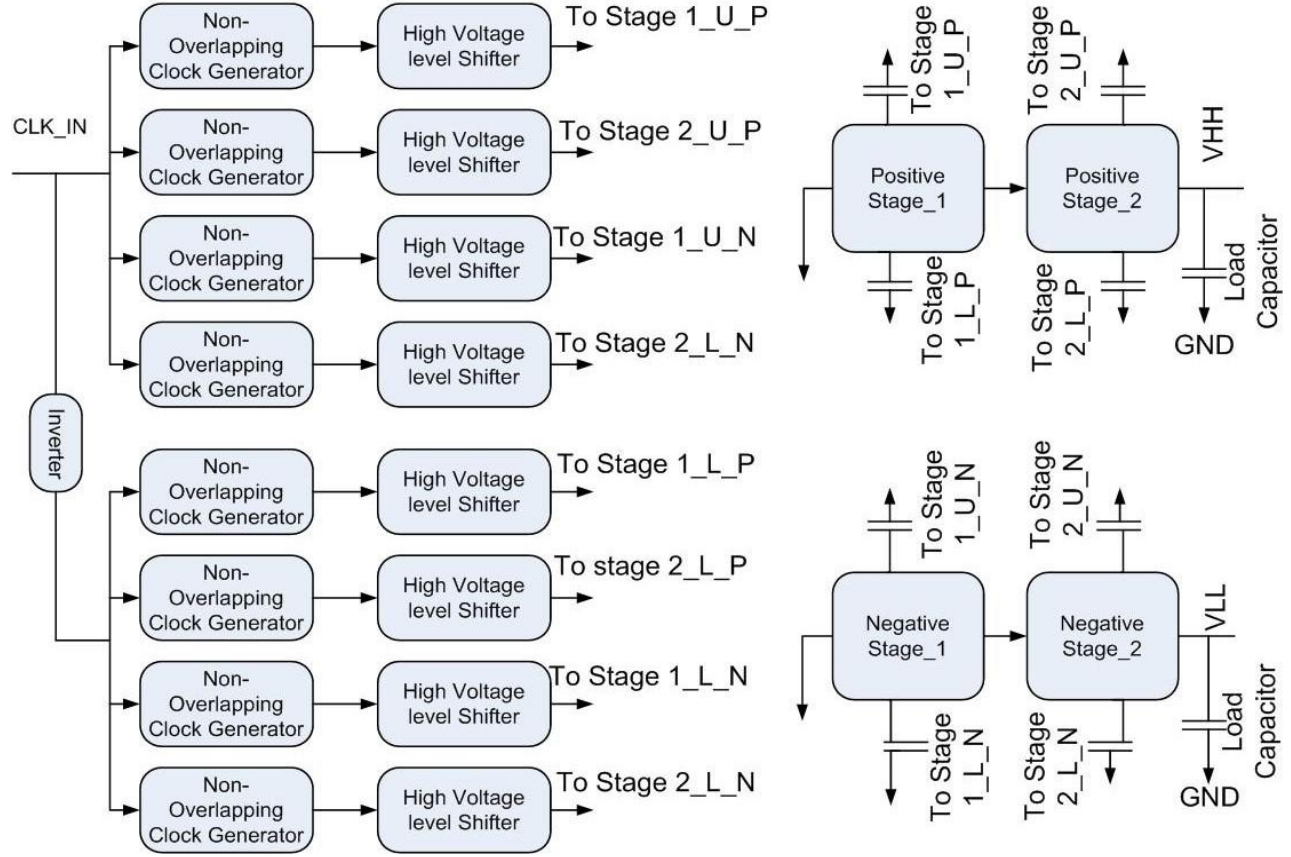 CLK_IN
Non-
Overlapping
Clock Generator
High Voltage
level Shifter
To Stage 1_U_P
Non-
Overlapping
Clock Generator
High Voltage
level Shifter
To Stage 2_U_P
Non-
Overlapping
Clock Generator
High Voltage
level Shifter
To Stage 1_U_N
Non-
Overlapping
Clock Generator
High Voltage
level Shifter
To Stage 2_L_N
Inverter
Non-
Overlapping
Clock Generator
High Voltage
level Shifter
To Stage 1_L_P
Non-
Overlapping
Clock Generator
High Voltage
level Shifter
To stage 2_L_P
Non-
Overlapping
Clock Generator
High Voltage
level Shifter
To Stage 1_L_N
Non-
Overlapping
Clock Generator
High Voltage
level Shifter
To Stage 2_L_N
To Stage
1_U_P
To Stage
2_U_P
Positive
Stage_1
Positive
Stage_2
VHH
To Stage
1_L_P
To Stage
2_L_P
Load
Capacitor
GND
To Stage
1_U_N
To Stage
2_U_N
Negative
Stage_1
Negative
Stage_2
VLL
To Stage
1_L_N
To Stage
2_L_N
Load
Capacitor
GND